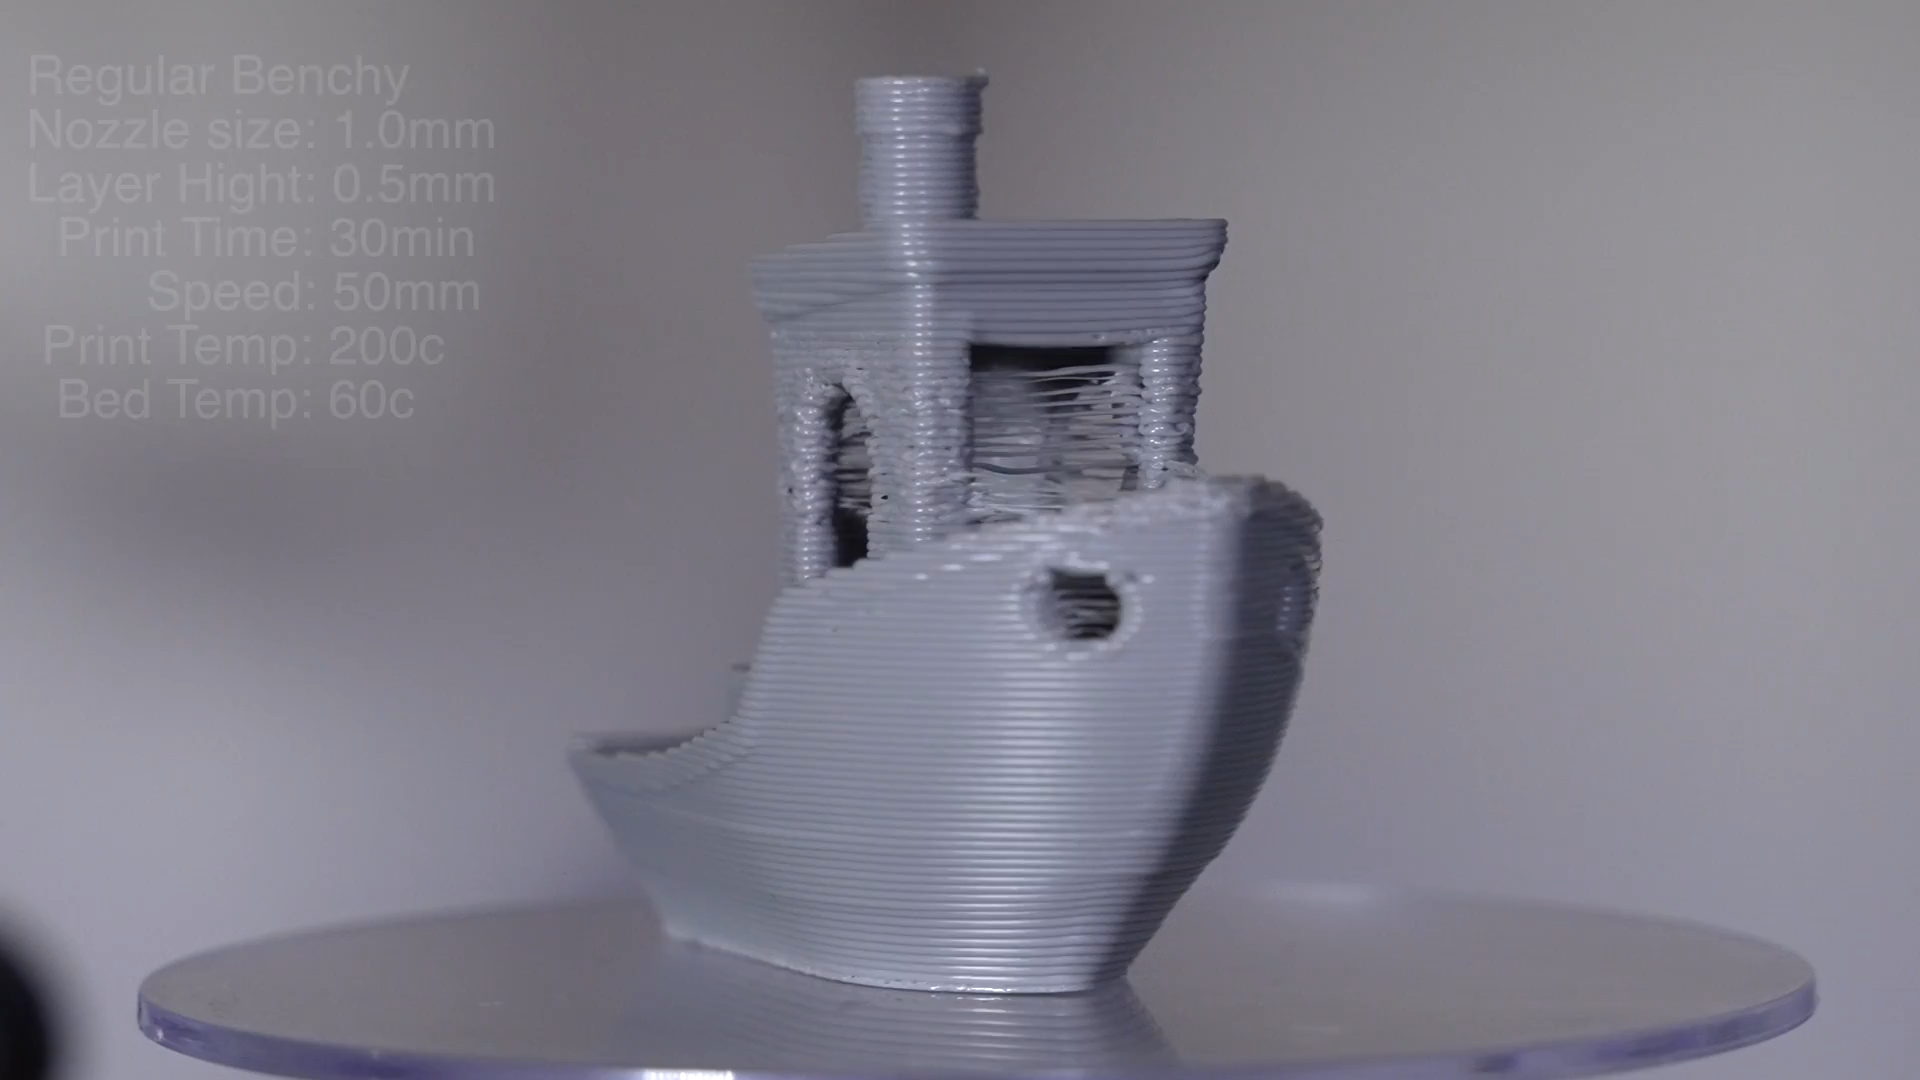 Regular Benchy
Nozzle size: 1.0mm
Layer Hight: 0.5mm
Print Time: 30min
Speed: 50mm
Print Temp: 200c
Bed Temp: 60c